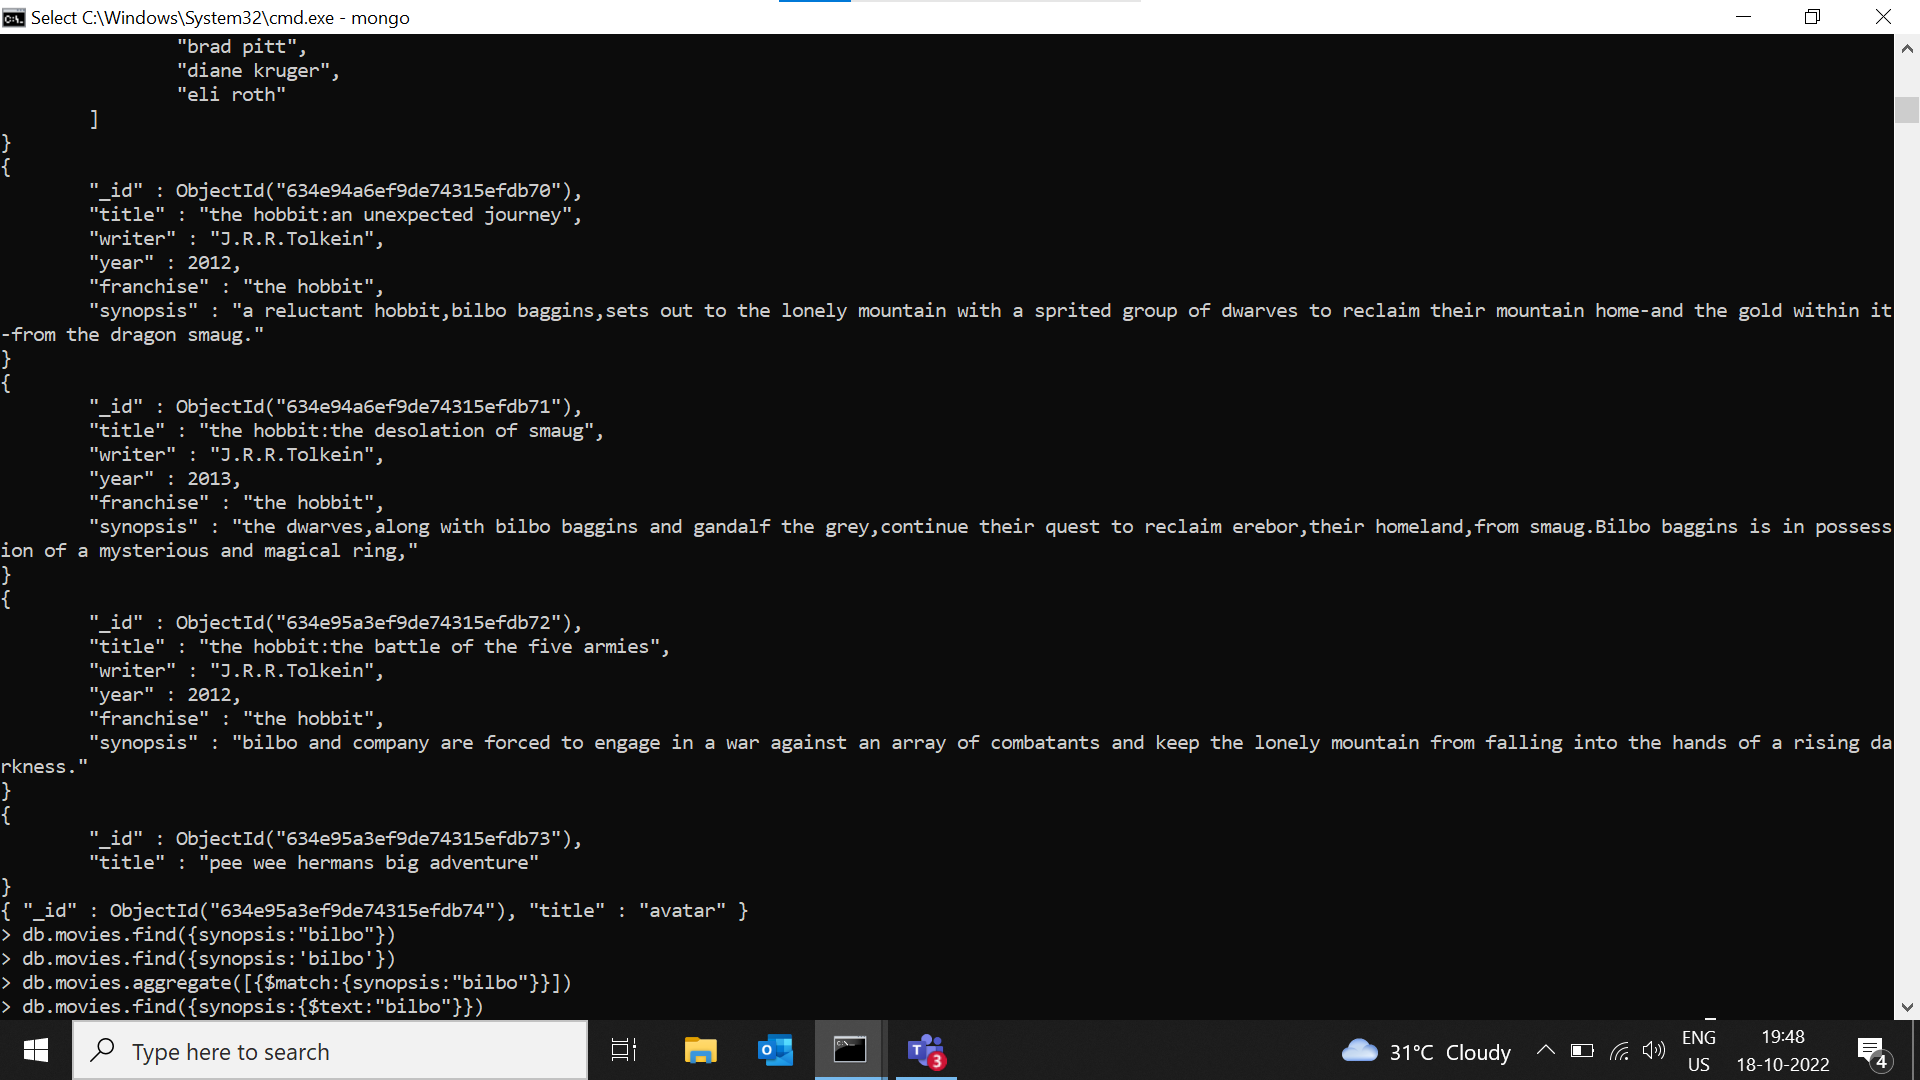 Select C:\Windows\System32\cmd.exe - mongo
"brad pitt",
"diane kruger",
"eli roth"
]
}
{
"_id" : ObjectId("634e94a6ef9de74315efdb70"),
"title" : "the hobbit:an unexpected journey",
"writer" : "J.R.R.Tolkein",
"year" : 2012,
"franchise" : "the hobbit",
"synopsis" : "a reluctant hobbit,bilbo baggins,sets out to the lonely mountain with a sprited group of dwarves to reclaim their mountain home-and the gold within it
-from the dragon smaug."
}
{
"_id" : ObjectId("634e94a6ef9de74315efdb71"),
"title" : "the hobbit:the desolation of smaug",
"writer" : "J.R.R.Tolkein",
"year" : 2013,
"franchise" : "the hobbit",
"synopsis" : "the dwarves,along with bilbo baggins and gandalf the grey,continue their quest to reclaim erebor,their homeland,from smaug.Bilbo baggins is in possess
ion of a mysterious and magical ring,"
}
{
"_id" : ObjectId("634e95a3ef9de74315efdb72"),
"title" : "the hobbit:the battle of the five armies",
"writer" : "J.R.R.Tolkein",
"year" : 2012,
"franchise" : "the hobbit",
"synopsis" : "bilbo and company are forced to engage in a war against an array of combatants and keep the lonely mountain from falling into the hands of a rising da
rkness."
}
{
"_id" : ObjectId("634e95a3ef9de74315efdb73"),
"title" : "pee wee hermans big adventure"
}
{ "_id" : ObjectId("634e95a3ef9de74315efdb74"), "title" : "avatar" }
> db.movies.find({synopsis:"bilbo"})
> db.movies.find({synopsis:'bilbo'})
> db.movies.aggregate([{$match:{synopsis:"bilbo"}}])
> db.movies.find({synopsis:{$text:"bilbo"}})
Type here to search
31°C Cloudy
ENG
US
19:48
18-10-2022
3
4